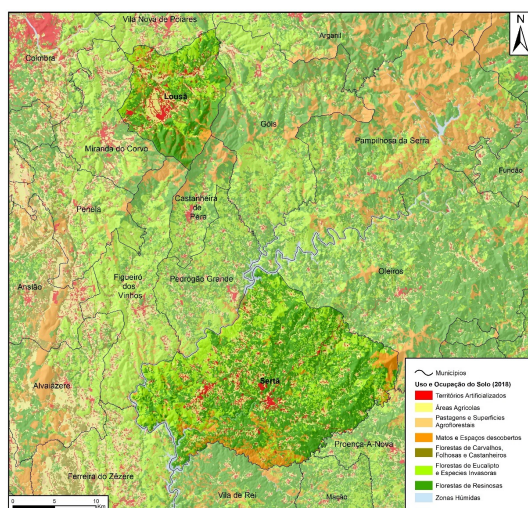 Vila Nova de Poiares
N
Arganil
Coimbra
Lousã
Góis
Miranda do Corvo
Pampilhosa da Serra
Fundão
Castanheira
de
Pera
Penela
Pedrógão Grande
Oleiros
Figueiró
dos
Vinhos
Ansião
Sertã
Alvaiázere
Proença-A-Nova
Ferreira do Zêzere
Vila de Rei
Mação
0 5 10
Km
Municípios
Uso e Ocupação do Solo (2018)
Territórios Artificializados
Áreas Agrícolas
Pastagens e Superfícies
Agroflorestais
Matos e Espaços descobertos
Florestas de Carvalhos,
Folhosas e Castanheiros
Florestas de Eucalipto
e Espécies Invasoras
Florestas de Resinosas
Zonas Húmidas